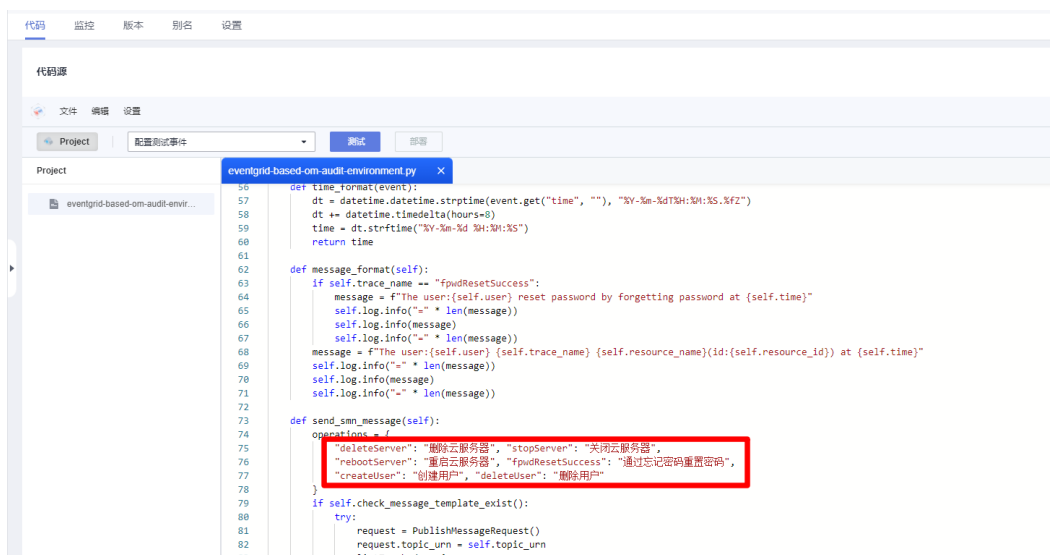 代码 监控 版本 别名 设置
代码源
文件 编辑 设置
Project 配置测试事件 测试 部署
Project eventgrid-based-om-audit-environment.py ×
eventgrid-based-om-audit-envir...
56 def time_format(event):
57 dt = datetime.datetime.strptime(event.get("time", ""), "%Y-%m-%dT%H:%M:%S.%fZ")
58 dt += datetime.timedelta(hours=8)
59 time = dt.strftime("%Y-%m-%d %H:%M:%S")
60 return time
61
62 def message_format(self):
63 if self.trace_name == "fpwdResetSuccess":
64 message = f"The user:{self.user} reset password by forgetting password at {self.time}"
65 self.log.info("=" * len(message))
66 self.log.info(message)
67 self.log.info("=" * len(message))
68 message = f"The user:{self.user} {self.trace_name} {self.resource_name}(id:{self.resource_id}) at {self.time}"
69 self.log.info("=" * len(message))
70 self.log.info(message)
71 self.log.info("=" * len(message))
72
73 def send_smn_message(self):
74 operations = {
75 "deleteServer": "删除云服务器", "stopServer": "关闭云服务器",
76 "rebootServer": "重启云服务器", "fpwdResetSuccess": "通过忘记密码重置密码",
77 "createUser": "创建用户", "deleteUser": "删除用户"
78 }
79 if self.check_message_template_exist():
80 try:
81 request = PublishMessageRequest()
82 request.topic_urn = self.topic_urn